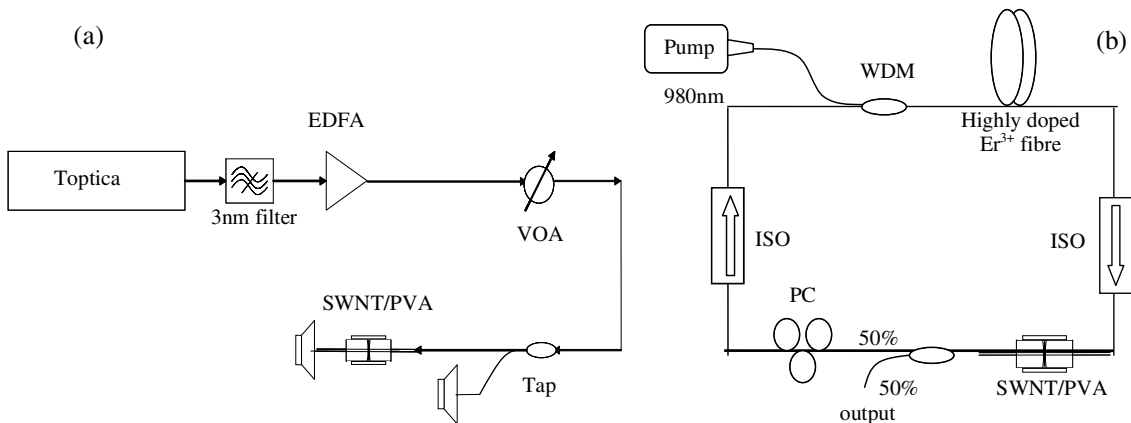 (a)
Toptica
3nm filter
EDFA
VOA
SWNT/PVA
Tap
(b)
Pump
980nm
WDM
Highly doped
Er³⁺ fibre
ISO
ISO
PC
50%
50%
output
SWNT/PVA